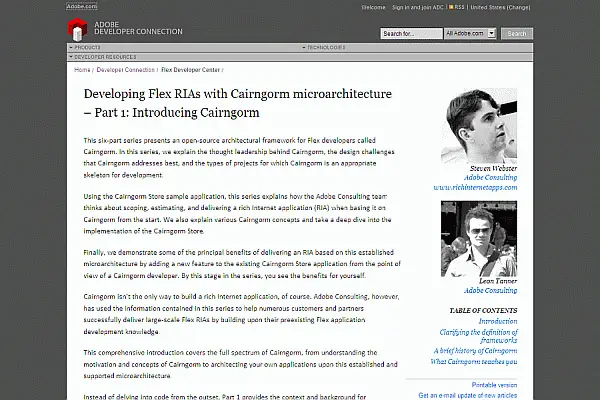 Adobe.com
Welcome Sign in and join ADC | RSS | United States (Change)
ADOBE
DEVELOPER CONNECTION
Search for... All Adobe.com Search
PRODUCTS TECHNOLOGIES
DEVELOPER RESOURCES
Home / Developer Connection / Flex Developer Center /
Developing Flex RIAs with Cairngorm microarchitecture
– Part 1: Introducing Cairngorm
This six-part series presents an open-source architectural framework for Flex developers called
Cairngorm. In this series, we explain the thought leadership behind Cairngorm, the design challenges
that Cairngorm addresses best, and the types of projects for which Cairngorm is an appropriate
skeleton for development.
Using the Cairngorm Store sample application, this series explains how the Adobe Consulting team
thinks about scoping, estimating, and delivering a rich Internet application (RIA) when basing it on
Cairngorm from the start. We also explain various Cairngorm concepts and take a deep dive into the
implementation of the Cairngorm Store.
Finally, we demonstrate some of the principal benefits of delivering an RIA based on this established
microarchitecture by adding a new feature to the existing Cairngorm Store application from the point of
view of a Cairngorm developer. By this stage in the series, you see the benefits for yourself.
Cairngorm isn't the only way to build a rich Internet application, of course. Adobe Consulting, however,
has used the information contained in this series to help numerous customers and partners
successfully deliver large-scale Flex RIAs by building upon their preexisting Flex application
development knowledge.
This comprehensive introduction covers the full spectrum of Cairngorm, from understanding the
motivation and concepts of Cairngorm to architecting your own applications upon this established and
supported microarchitecture.
Instead of delving into code from the outset, Part 1 provides the context and background for
Steven Webster
Adobe Consulting
www.richinternetapps.com
Leon Tanner
Adobe Consulting
TABLE OF CONTENTS
Introduction
Clarifying the definition of
frameworks
A brief history of Cairngorm
What Cairngorm teaches you
Printable version
Get an e-mail update of new articles